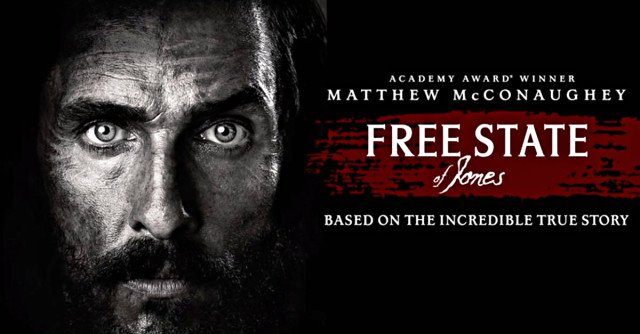 ACADEMY AWARD® WINNER
MATTHEW McCONAUGHEY
FREE STATE
of Jones
BASED ON THE INCREDIBLE TRUE STORY